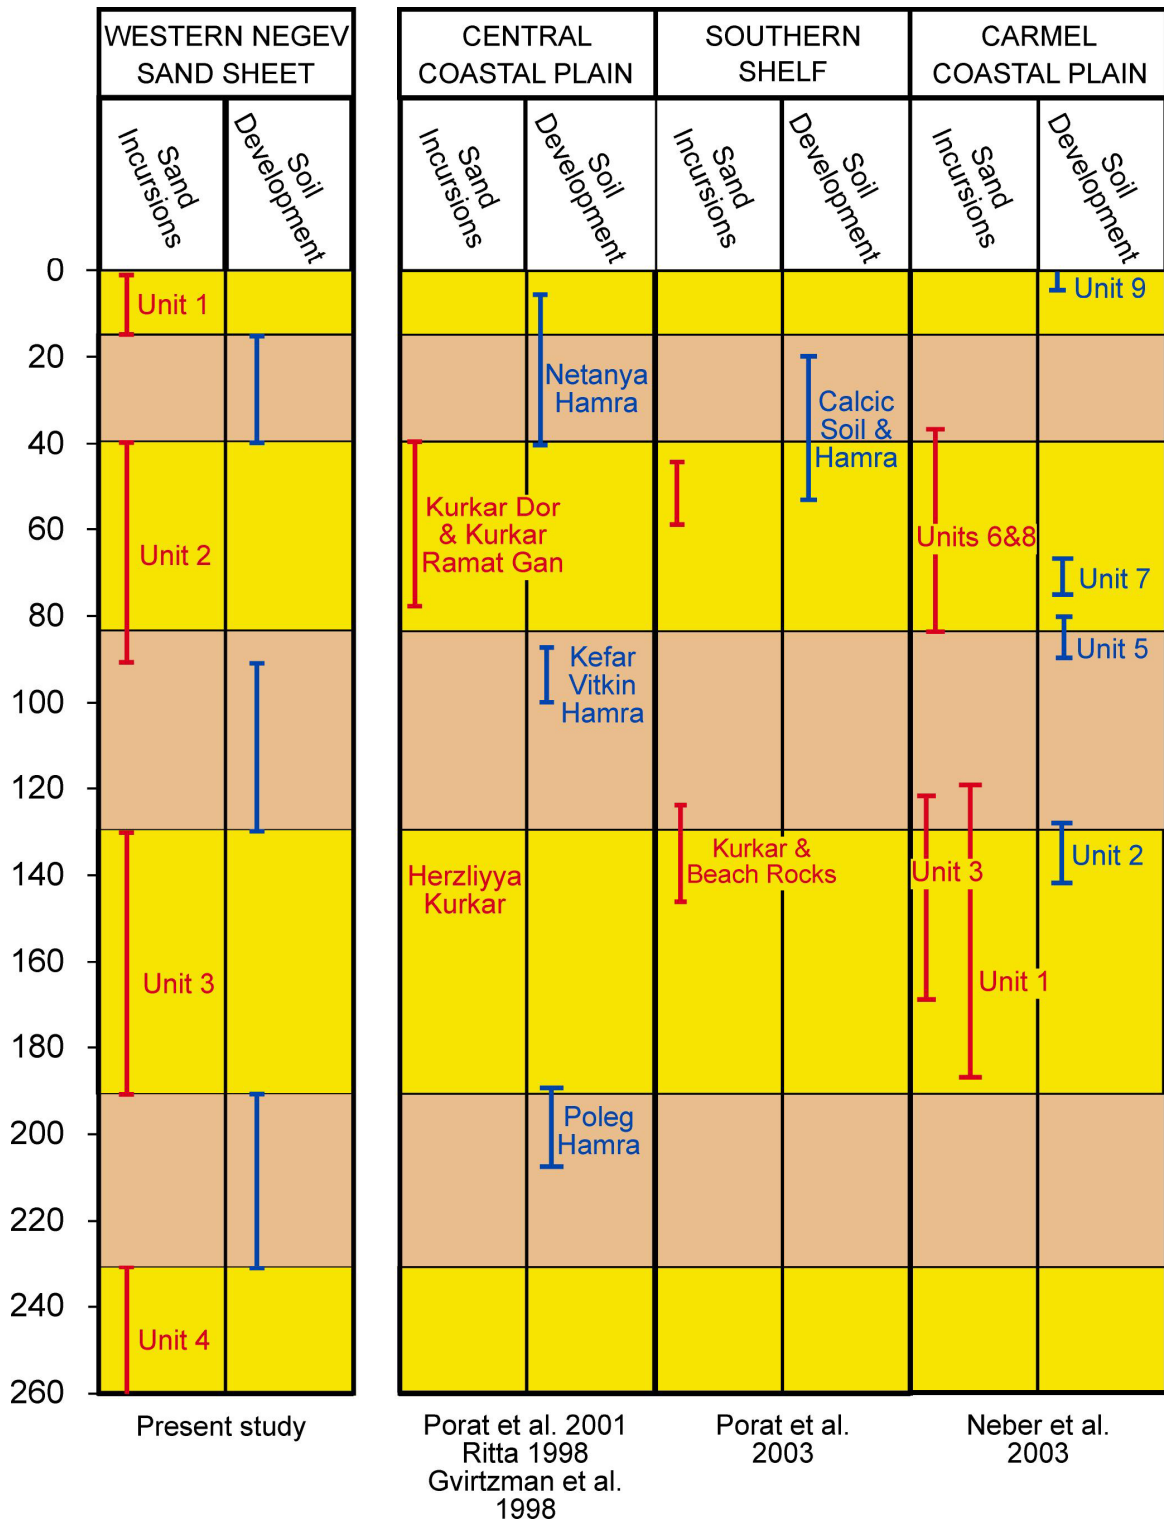 WESTERN NEGEV
SAND SHEET
CENTRAL
COASTAL PLAIN
SOUTHERN
SHELF
CARMEL
COASTAL PLAIN
Sand
Incursions
Soil
Development
Sand
Incursions
Soil
Development
Sand
Incursions
Soil
Development
Sand
Incursions
Soil
Development
0
20
40
60
80
100
120
140
160
180
200
220
240
260
Unit 1
Unit 2
Unit 3
Unit 4
Kurkar Dor
& Kurkar
Ramat Gan
Herzliyya
Kurkar
Netanya
Hamra
Kefar
Vitkin
Hamra
Poleg
Hamra
Kurkar &
Beach Rocks
Calcic
Soil &
Hamra
Units 6&8
Unit 3
Unit 1
Unit 9
Unit 7
Unit 5
Unit 2
Present study
Porat et al. 2001
Ritta 1998
Gvirtzman et al.
1998
Porat et al.
2003
Neber et al.
2003